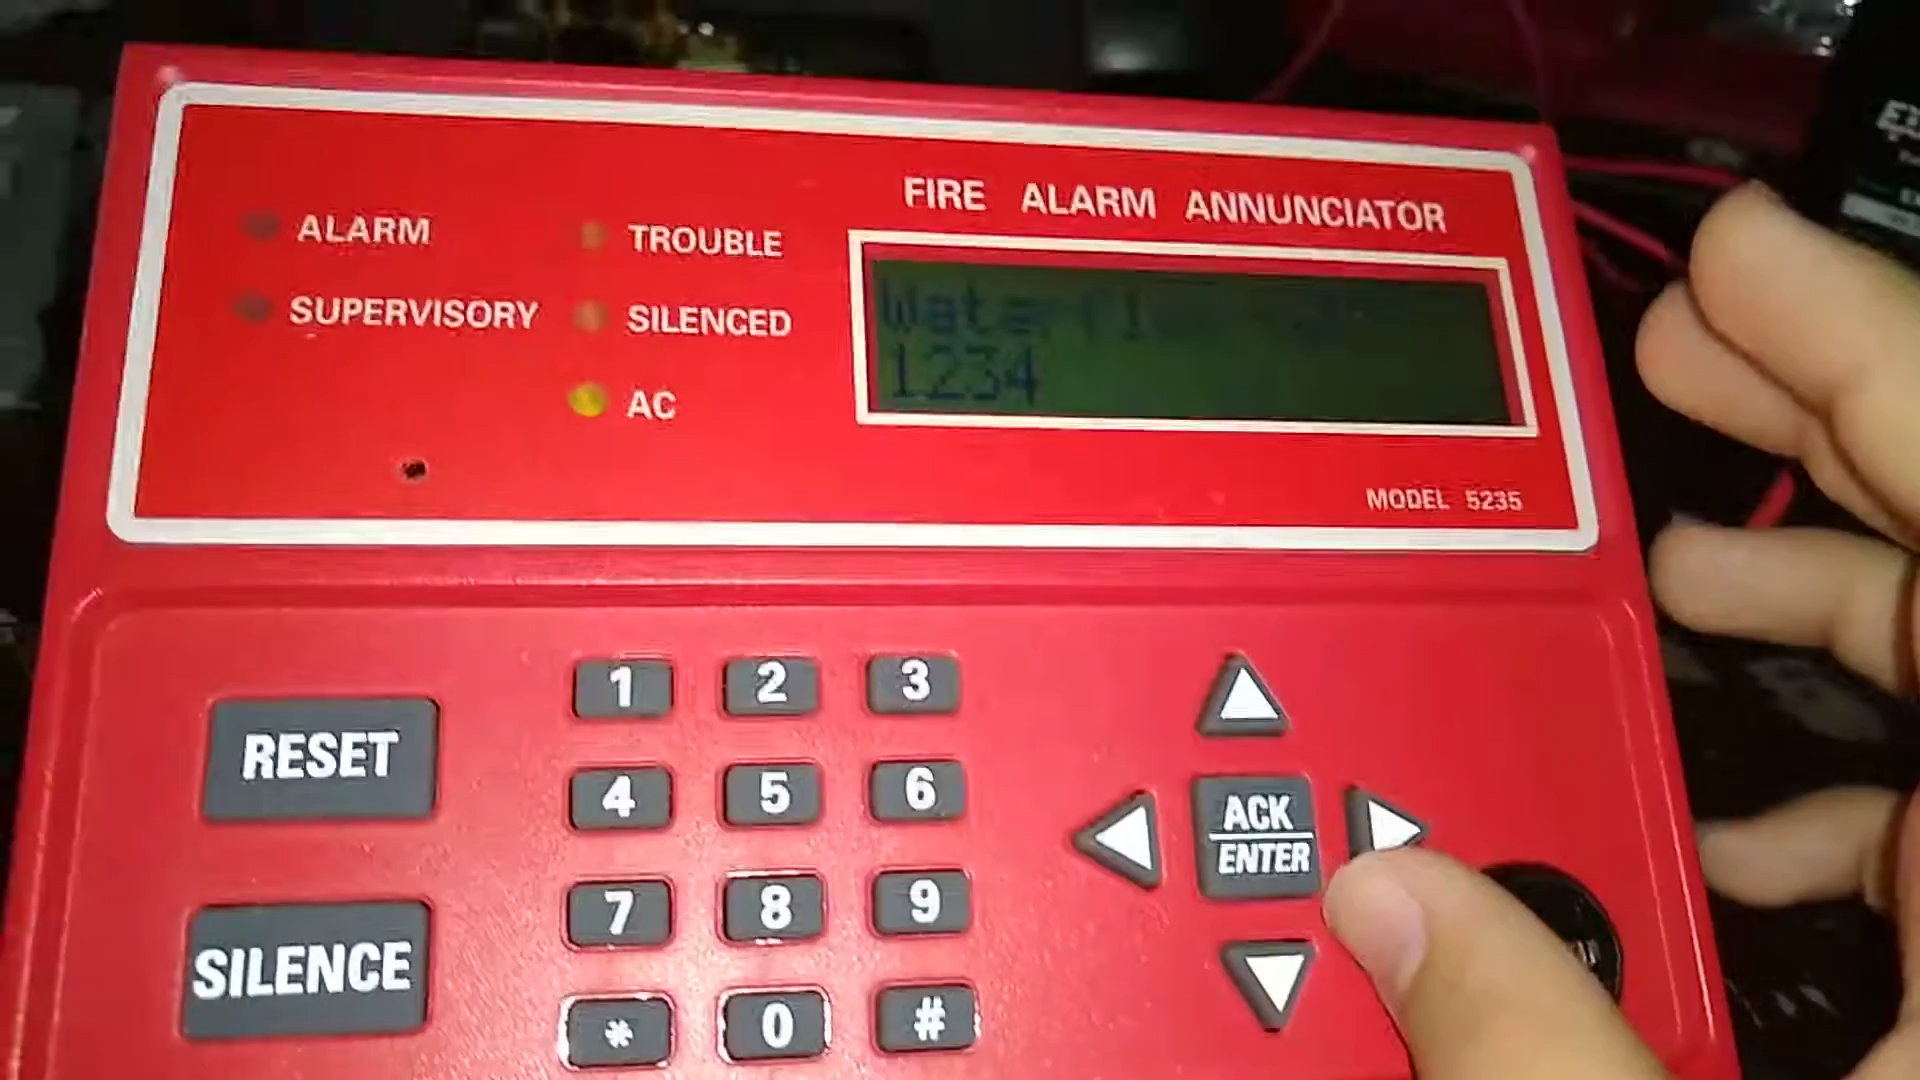 FIRE ALARM ANNUNCIATOR
ALARM
TROUBLE
SUPERVISORY
SILENCED
AC
1234
MODEL 5235
RESET
SILENCE
1 2 3
4 5 6
7 8 9
* 0 #
ACK
ENTER